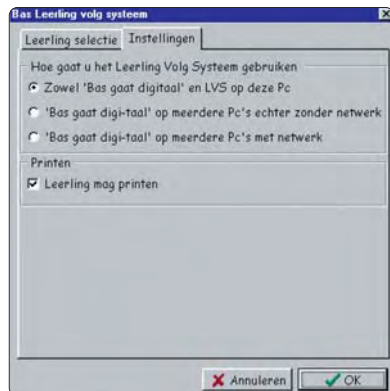 Bas Leerling volg systeem
Leerling selectie Instellingen
Hoe gaat u het Leerling Volg Systeem gebruiken
Zowel 'Bas gaat digitaal' en LVS op deze Pc
'Bas gaat digi-taal' op meerdere Pc's echter zonder netwerk
'Bas gaat digi-taal' op meerdere Pc's met netwerk
Printen
Leerling mag printen
Annuleren OK